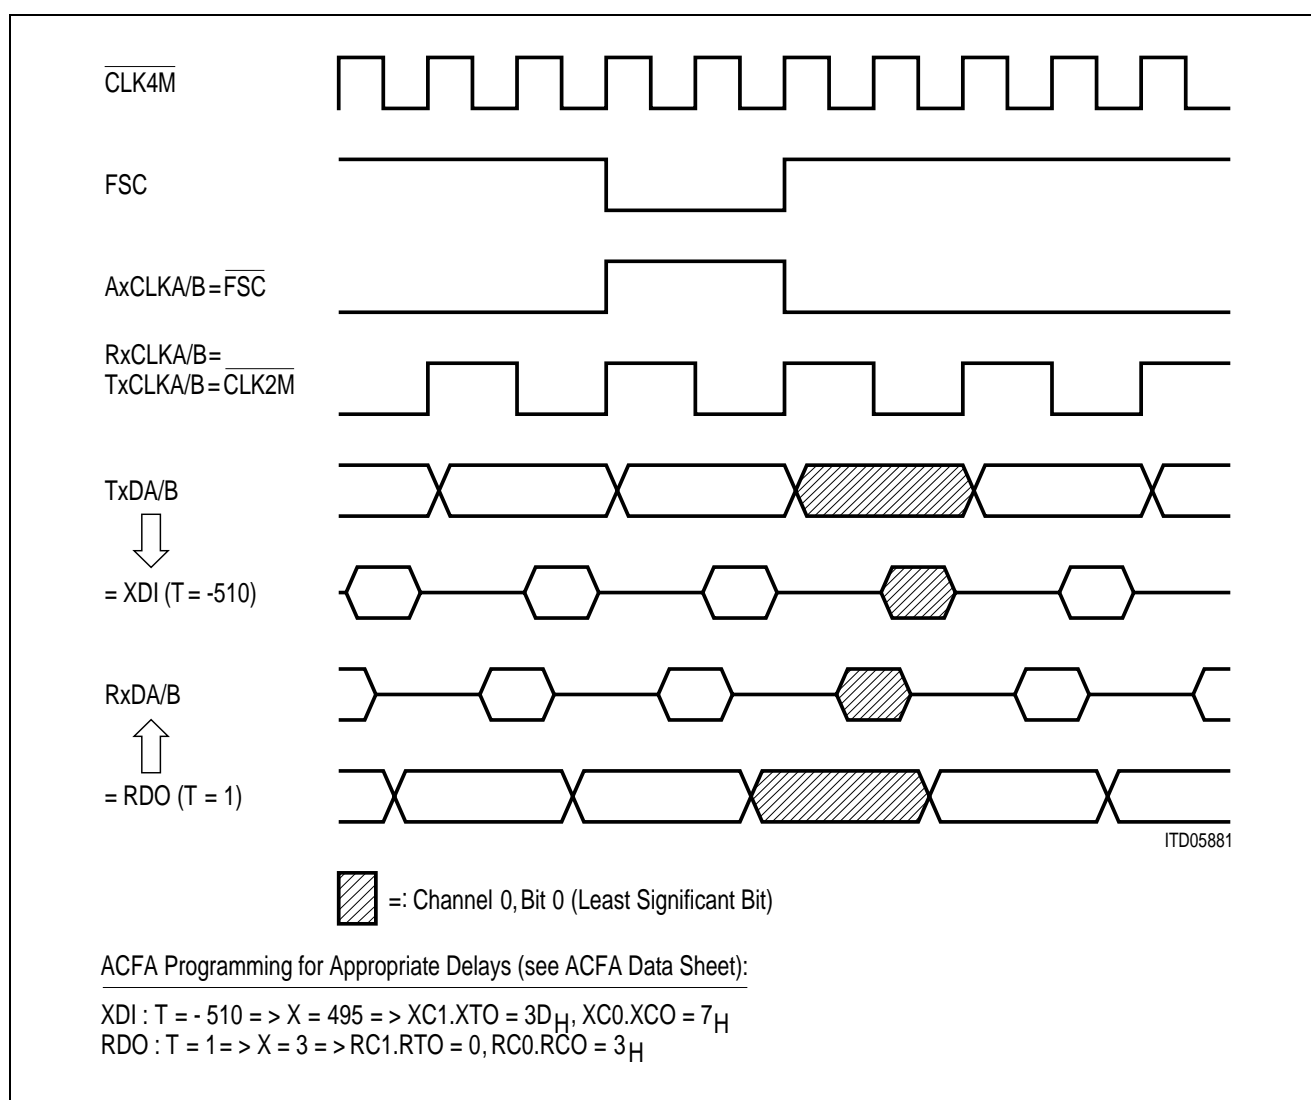 CLK4M
FSC
AxCLKA/B=FSC
RxCLKA/B=
TxCLKA/B=CLK2M
TxDA/B
= XDI (T = -510)
RxDA/B
= RDO (T = 1)
ITD05881
=: Channel 0, Bit 0 (Least Significant Bit)
ACFA Programming for Appropriate Delays (see ACFA Data Sheet):
XDI : T = - 510 = > X = 495 = > XC1.XTO = 3DH, XC0.XCO = 7H
RDO : T = 1 = > X = 3 = > RC1.RTO = 0, RC0.RCO = 3H